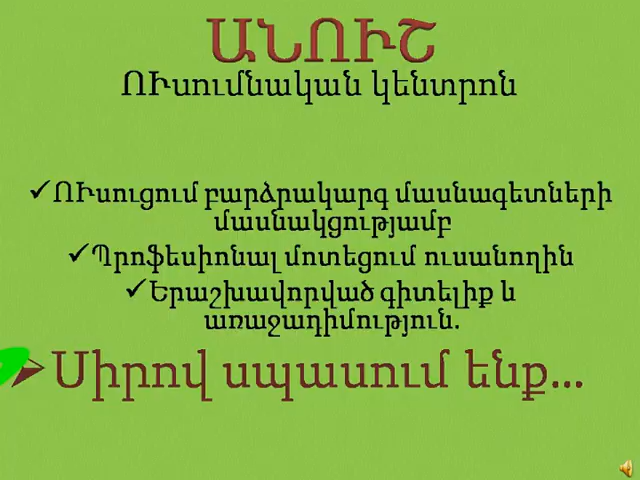 ԱՆՈՒՇ
ՈՒսումնական կենտրոն
ՈՒսուցում բարձրակարգ մասնագետների
մասնակցությամբ
Պրոֆեսիոնալ մոտեցում ուսանողին
Երաշխավորված գիտելիք և
առաջադիմություն.
Սիրով սպասում ենք...